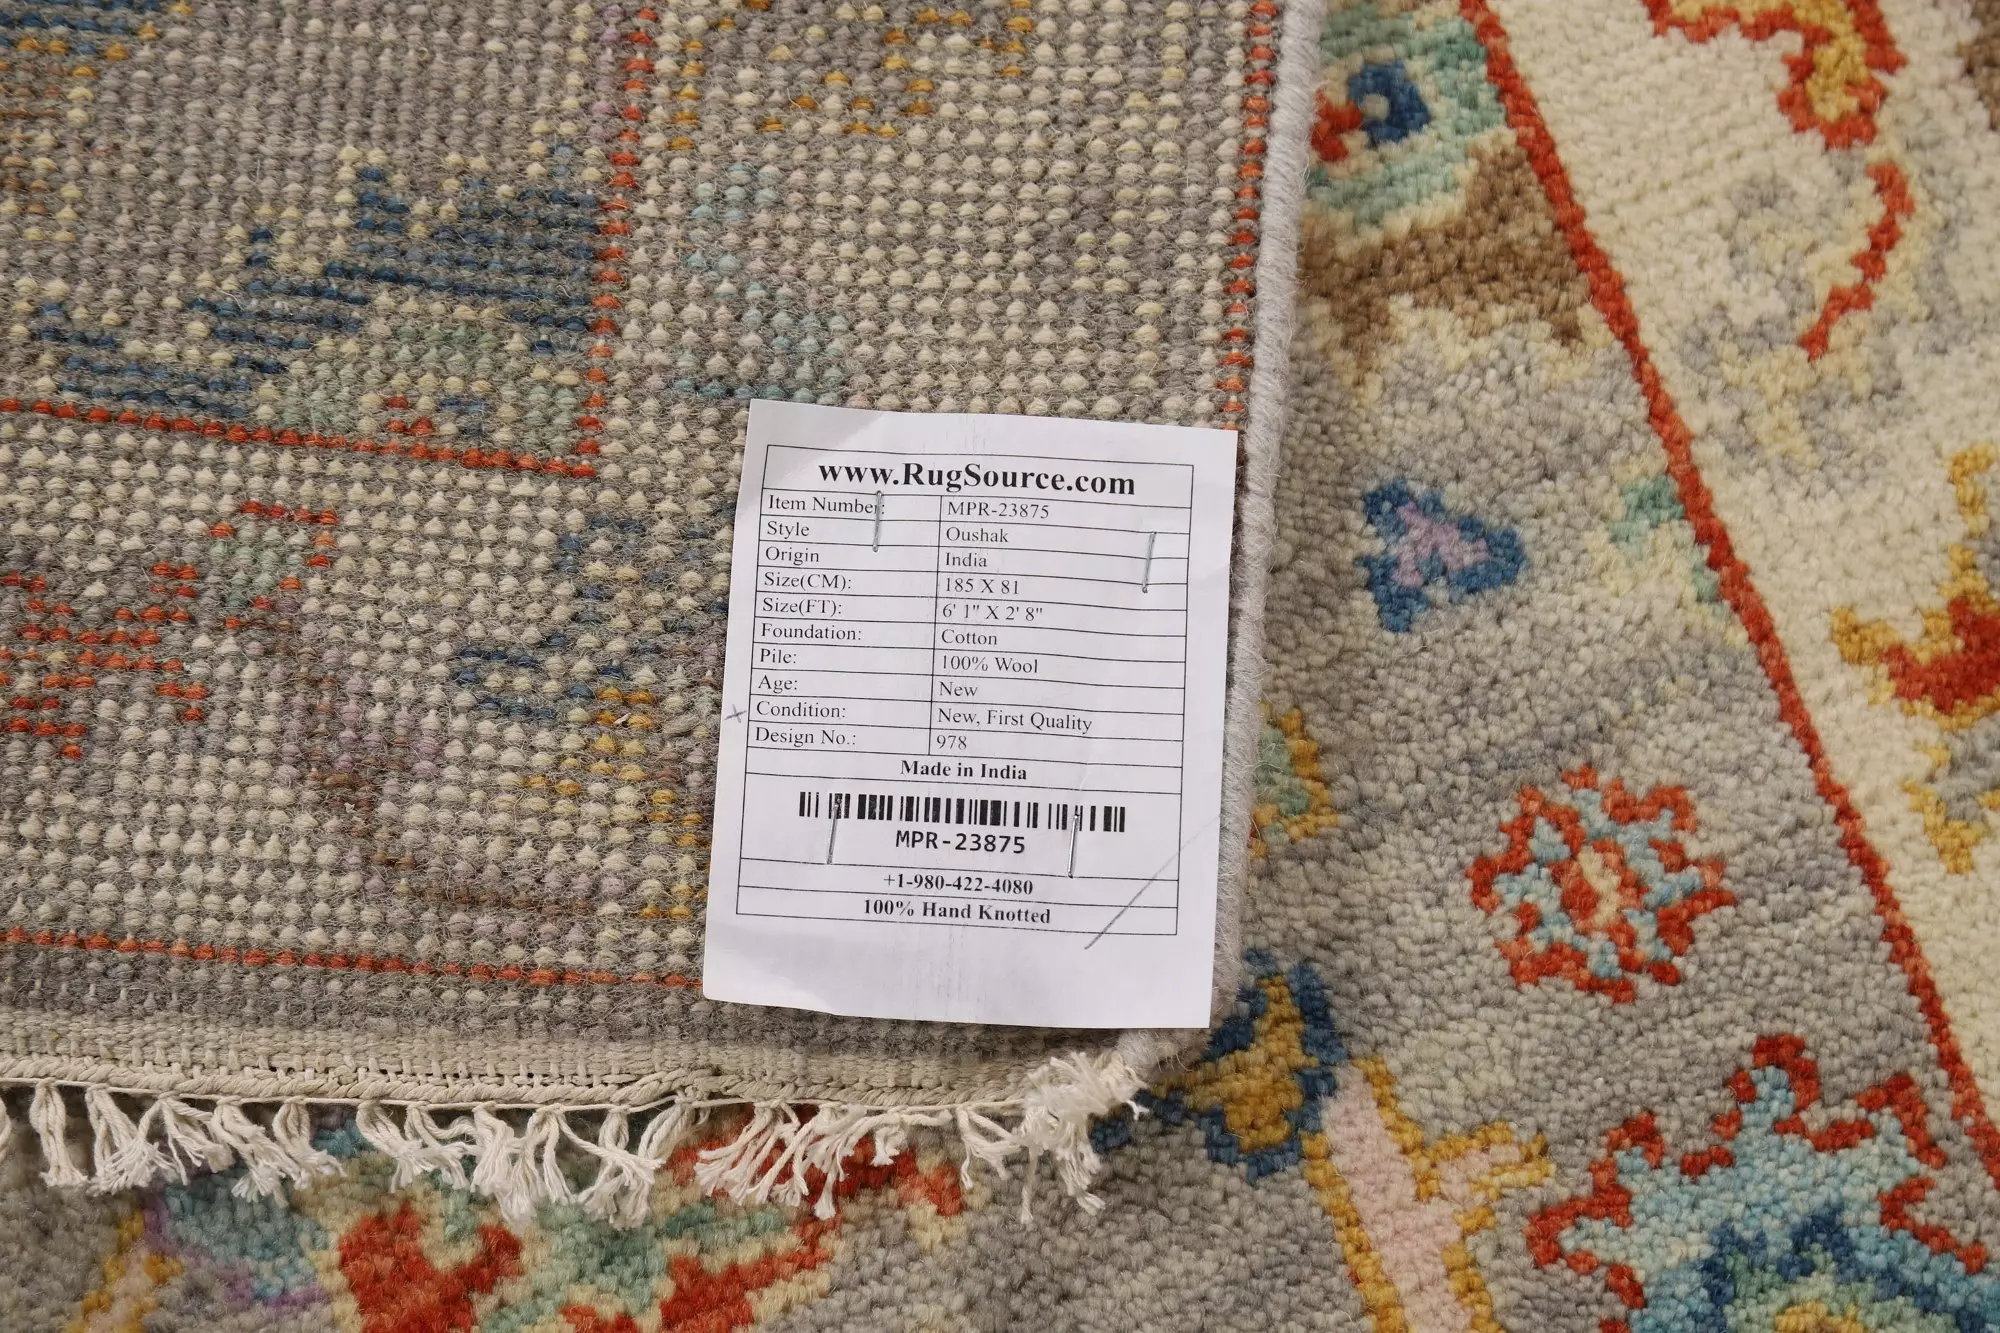 www.RugSource.com
Item Number: MPR-23875
Style Oushak
Origin India
Size(CM): 185 X 81
Size(FT): 6' 1" X 2' 8"
Foundation: Cotton
Pile: 100% Wool
Age: New
Condition: New, First Quality
Design No.: 978
Made in India
MPR-23875
+1-980-422-4080
100% Hand Knotted